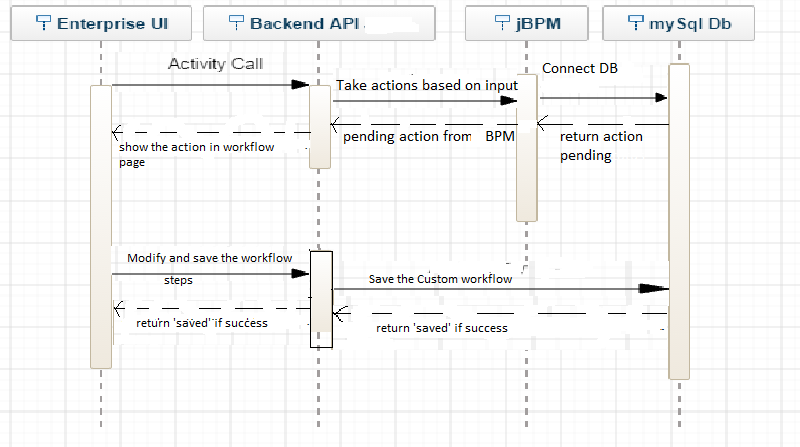 Enterprise UI
Backend API
jBPM
mySql Db
Activity Call
Take actions based on input
Connect DB
show the action in workflow
page
pending action from BPM
return action
pending
Modify and save the workflow
steps
Save the Custom workflow
return 'saved' if success
return 'saved' if success